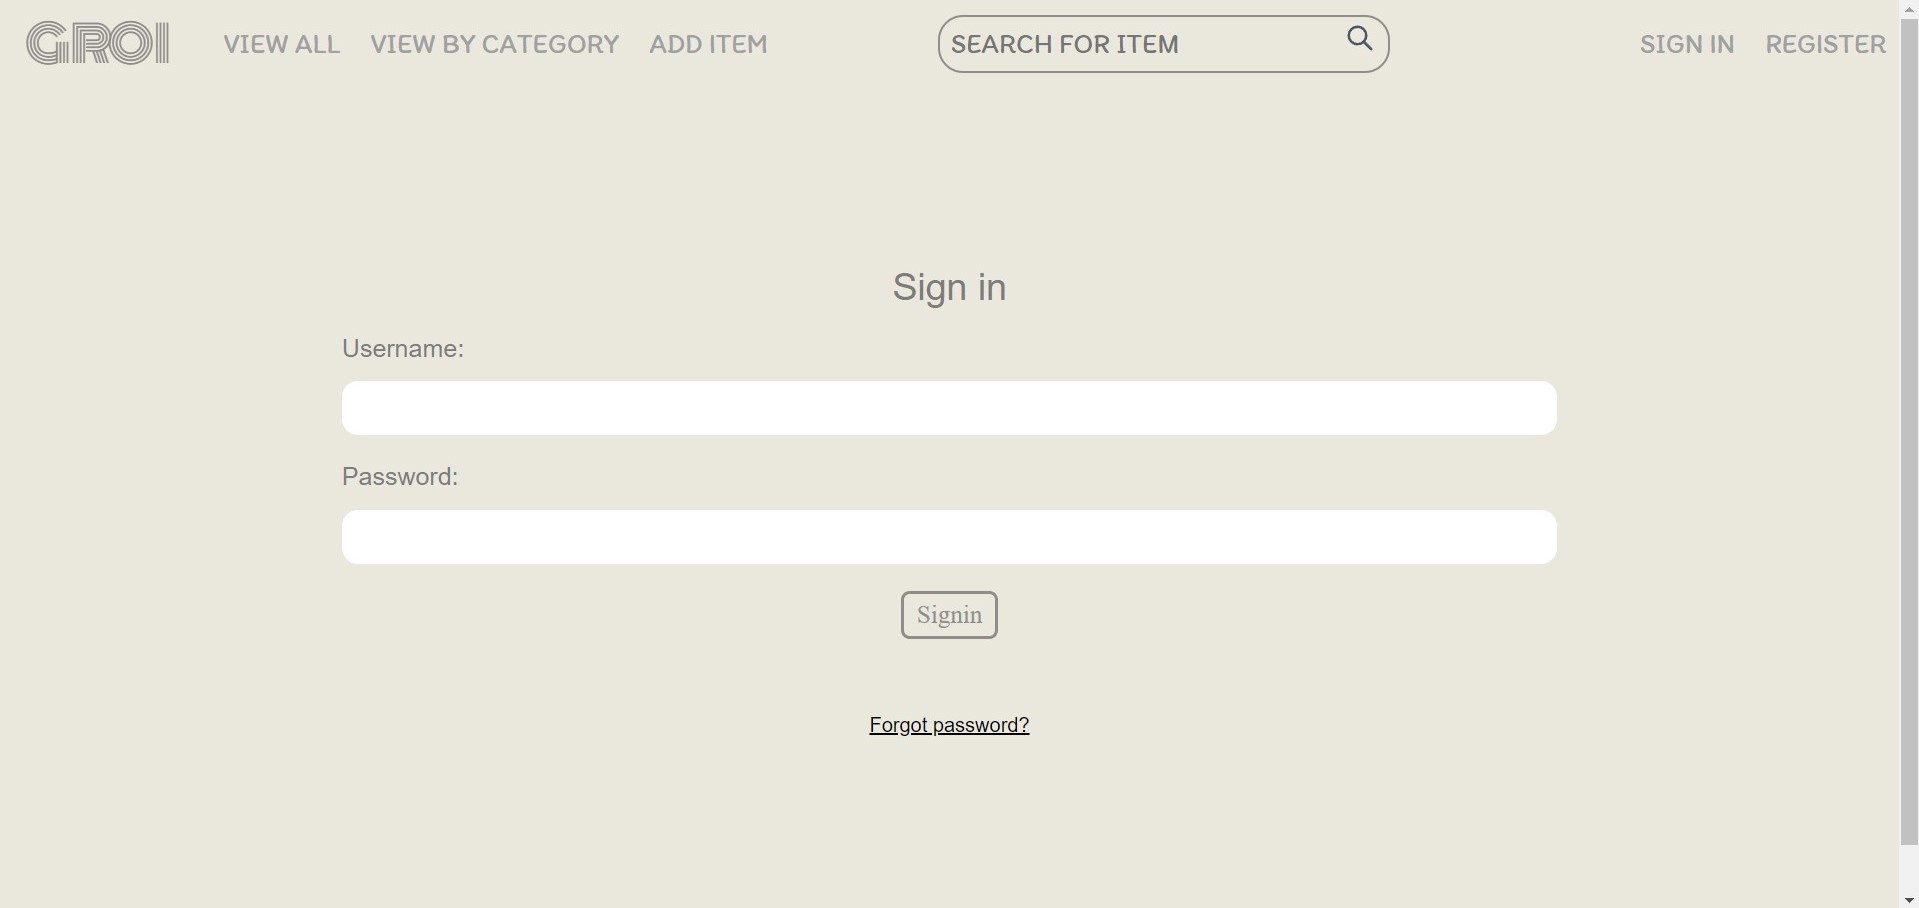 GROI
VIEW ALL VIEW BY CATEGORY ADD ITEM SEARCH FOR ITEM SIGN IN REGISTER
Sign in
Username:
Password:
Signin
Forgot password?